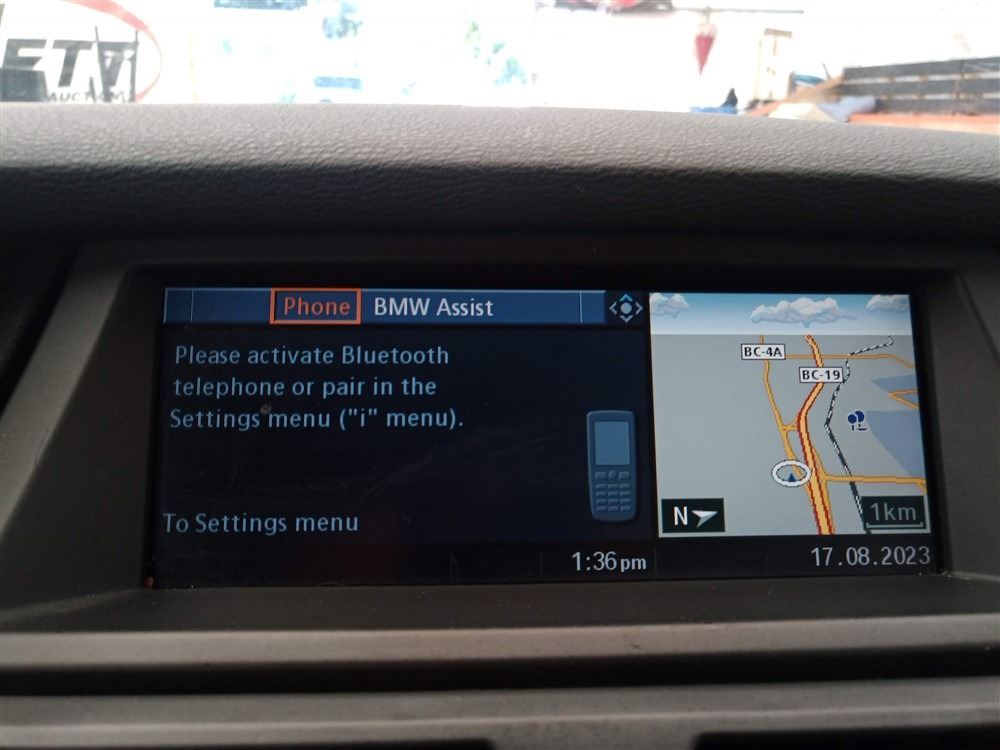 AUCTION
Phone BMW Assist
Please activate Bluetooth
telephone or pair in the
Settings menu ("i" menu).
To Settings menu
1:36pm
BC-4A
BC-19
N
1km
17.08.2023